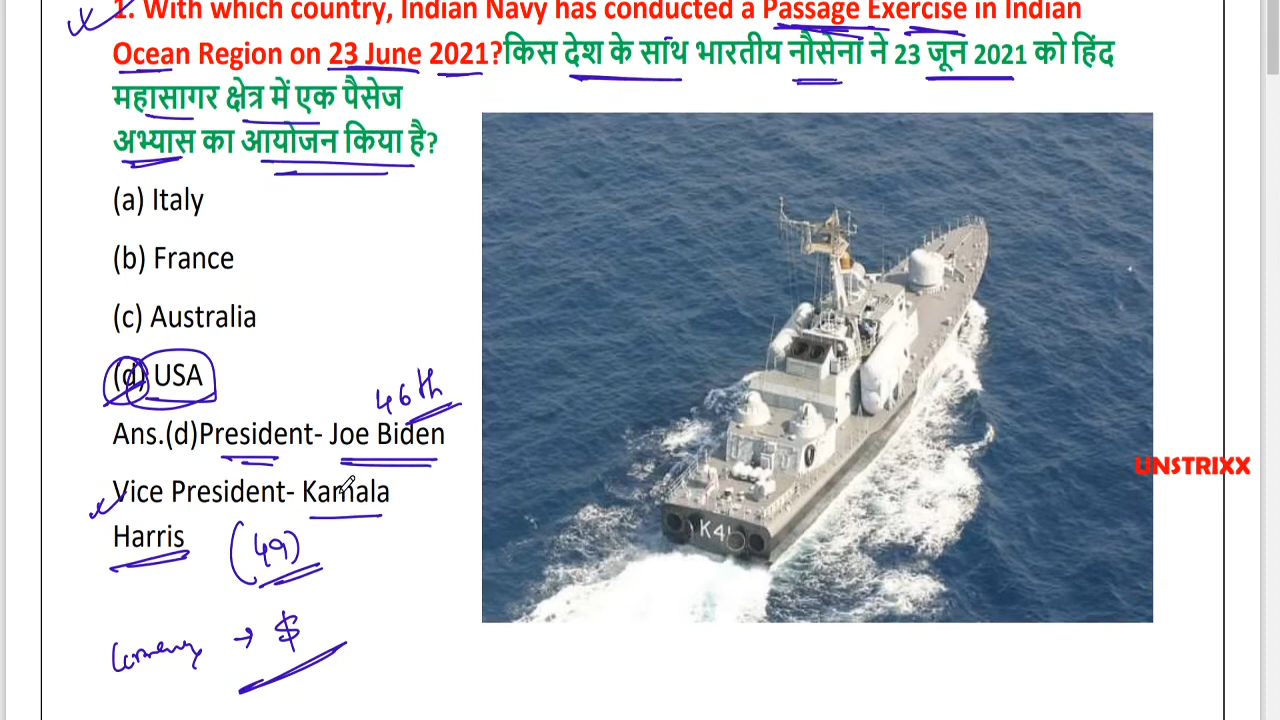 1. With which country, Indian Navy has conducted a Passage Exercise in Indian
Ocean Region on 23 June 2021?किस देश के साथ भारतीय नौसेना ने 23 जून 2021 को हिंद
महासागर क्षेत्र में एक पैसेज
अभ्यास का आयोजन किया है?
(a) Italy
(b) France
(c) Australia
(d) USA
46th
Ans.(d)President- Joe Biden
Vice President- Kamala
Harris
(49)
Currency → $
K41
UNSTRIXX